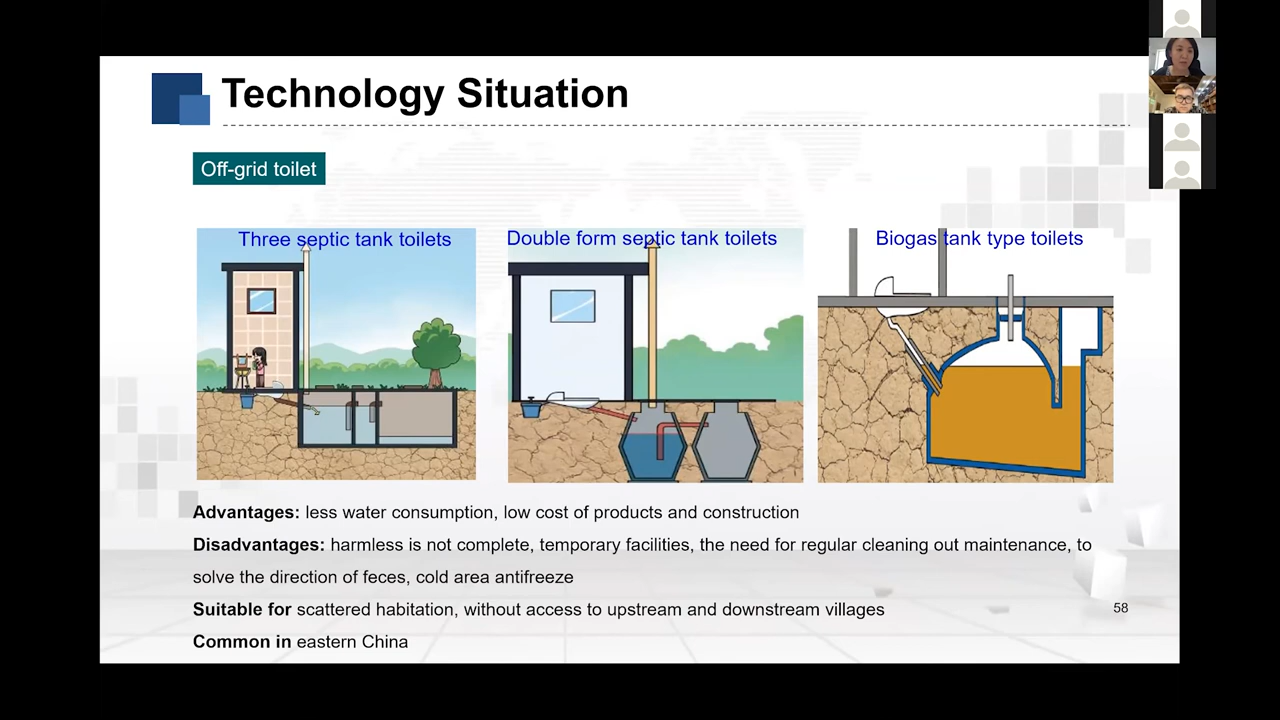 Technology Situation
Off-grid toilet
Three septic tank toilets
Double form septic tank toilets
Biogas tank type toilets
Advantages: less water consumption, low cost of products and construction
Disadvantages: harmless is not complete, temporary facilities, the need for regular cleaning out maintenance, to
solve the direction of feces, cold area antifreeze
Suitable for scattered habitation, without access to upstream and downstream villages
58
Common in eastern China